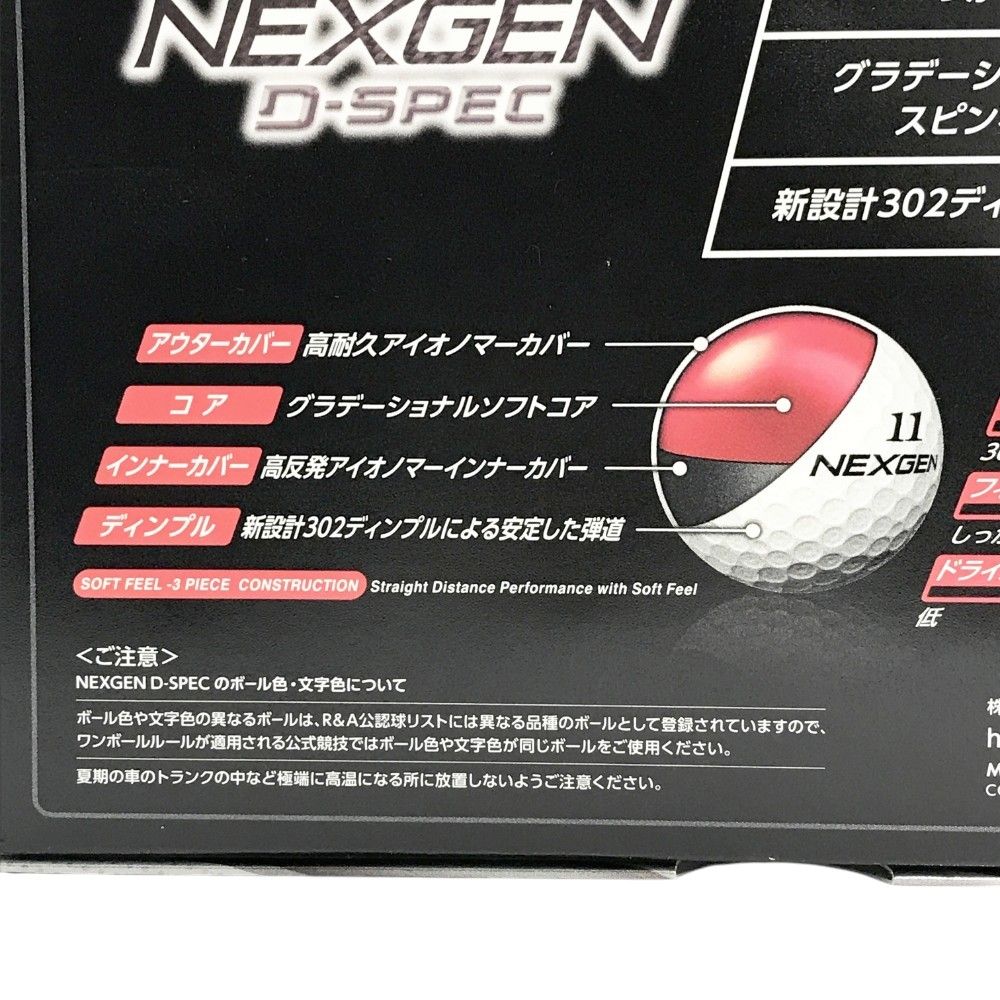 NEXGEN
D-SPEC
グラデーショ
スピン
新設計302ディ
アウターカバー 高耐久アイオノマーカバー
コア グラデーショナルソフトコア
インナーカバー 高反発アイオノマーインナーカバー
ディンプル 新設計302ディンプルによる安定した弾道
11
NEXGEN
SOFT FEEL -3 PIECE CONSTRUCTION Straight Distance Performance with Soft Feel
しっ
ドライ
低
＜ご注意＞
NEXGEN D-SPEC のボール色・文字色について
ボール色や文字色の異なるボールは、R&A公認球リストには異なる品種のボールとして登録されていますので、
ワンボールルールが適用される公式競技ではボール色や文字色が同じボールをご使用ください。
夏期の車のトランクの中など極端に高温になる所に放置しないようご注意ください。
株
h
M